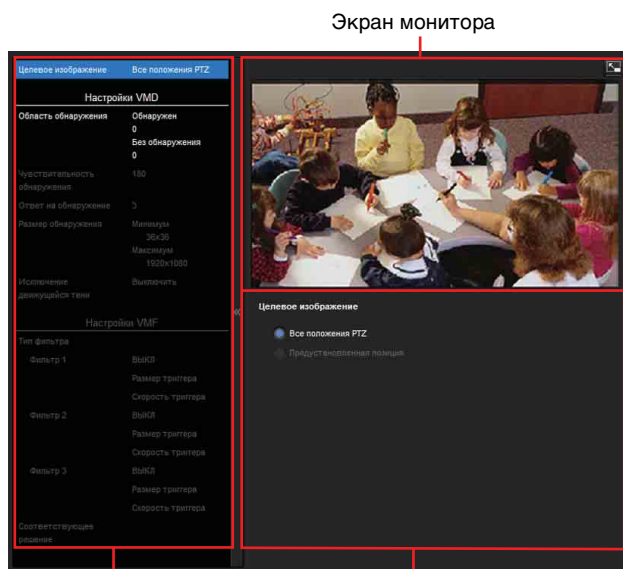 Экран монитора
Целевое изображение Все положения PTZ
Настройки VMD
Область обнаружения Обнаружен
0
Без обнаружения
0
Чувствительность обнаружения 180
Ответ на обнаружение 3
Размер обнаружения Минимум
36x36
Максимум
1920x1080
Исключение движущейся тени Выключить
Настройки VMF
Тип фильтра
Фильтр 1 ВЫКЛ
Размер триггера
Скорость триггера
Фильтр 2 ВЫКЛ
Размер триггера
Скорость триггера
Фильтр 3 ВЫКЛ
Размер триггера
Скорость триггера
Соответствующее решение
«
Целевое изображение
Все положения PTZ
Предустановленная позиция